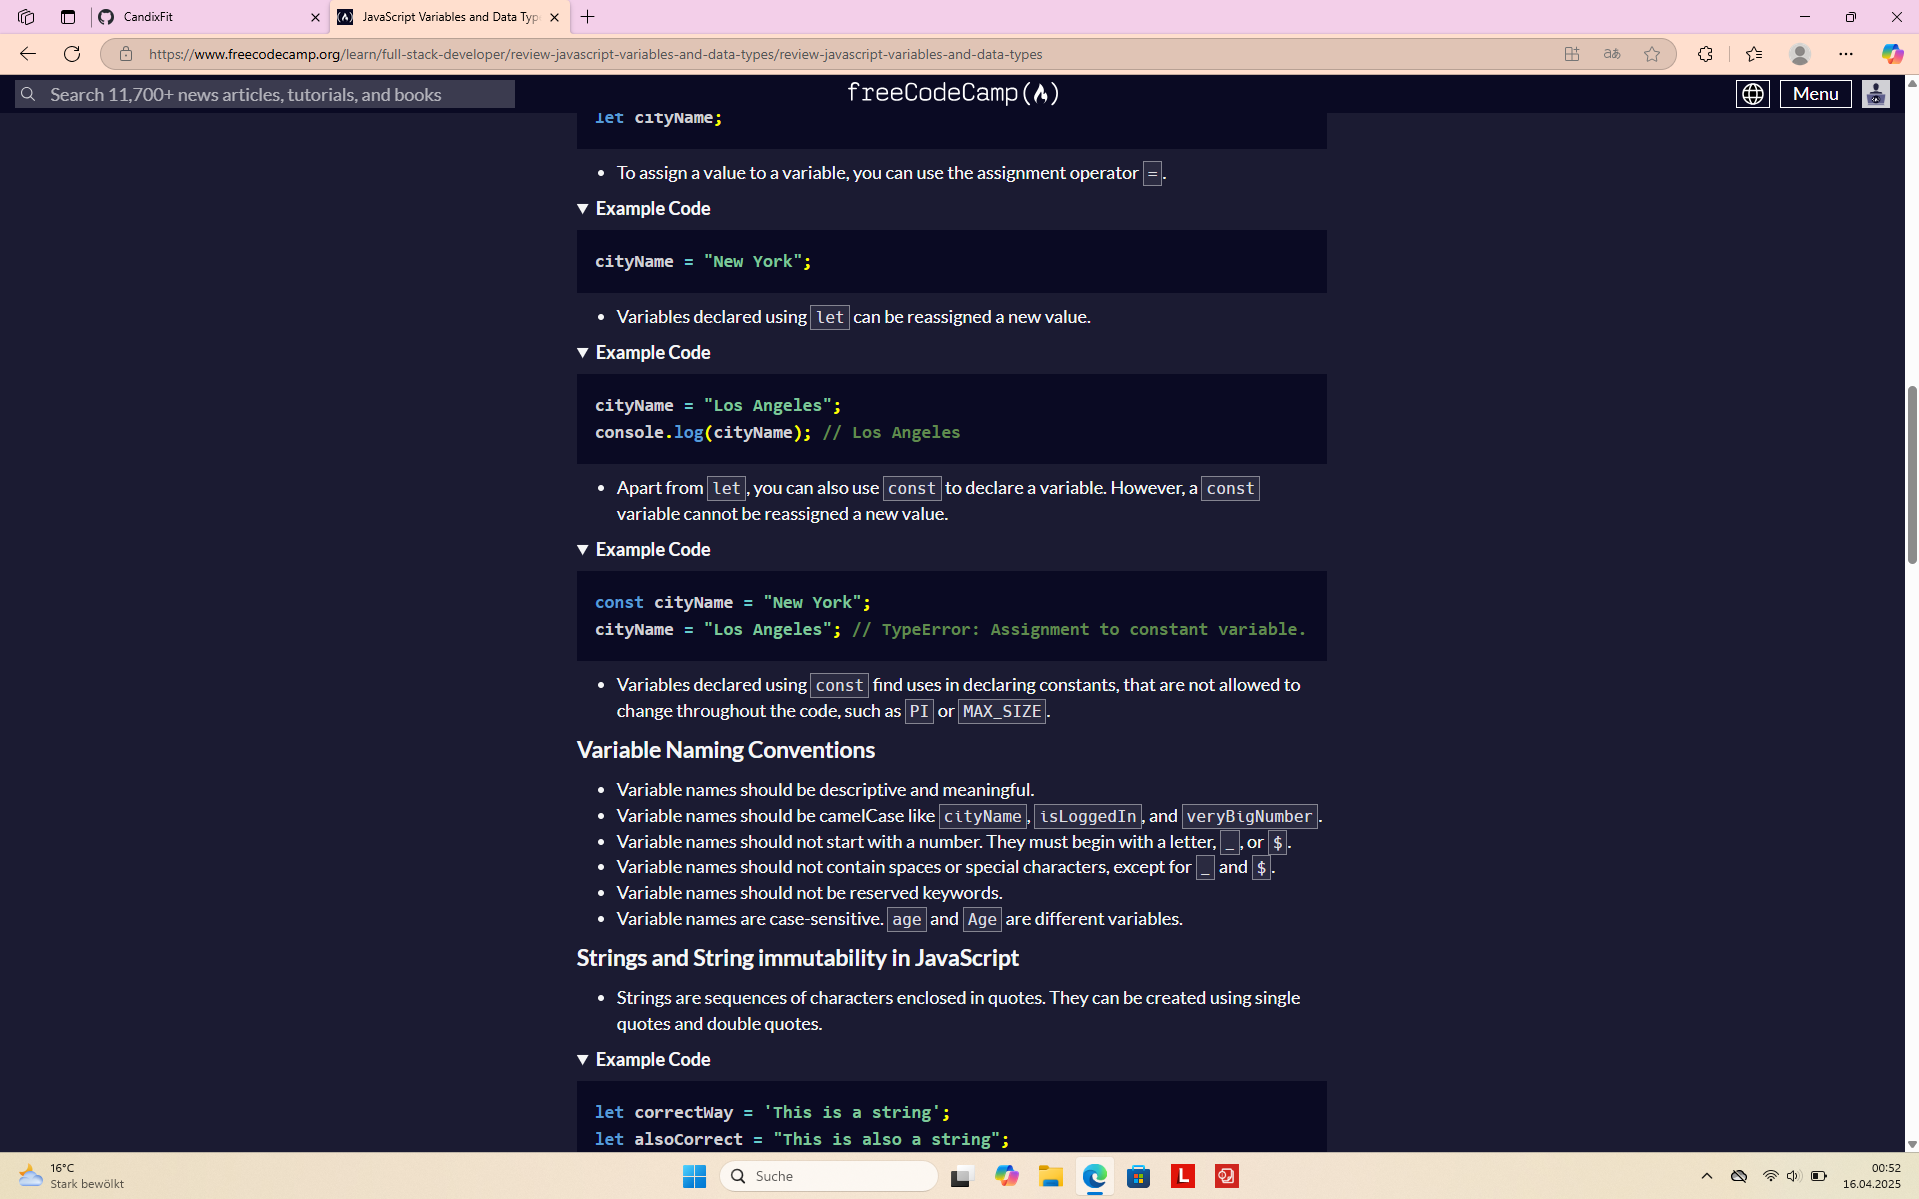 CandixFit
JavaScript Variables and Data Typ
https://www.freecodecamp.org/learn/full-stack-developer/review-javascript-variables-and-data-types/review-javascript-variables-and-data-types
Search 11,700+ news articles, tutorials, and books
freeCodeCamp
Menu
let cityName;
To assign a value to a variable, you can use the assignment operator =.
Example Code
cityName = "New York";
Variables declared using let can be reassigned a new value.
Example Code
cityName = "Los Angeles";
console.log(cityName); // Los Angeles
Apart from let, you can also use const to declare a variable. However, a const
variable cannot be reassigned a new value.
Example Code
const cityName = "New York";
cityName = "Los Angeles"; // TypeError: Assignment to constant variable.
Variables declared using const find uses in declaring constants, that are not allowed to
change throughout the code, such as PI or MAX_SIZE.
Variable Naming Conventions
Variable names should be descriptive and meaningful.
Variable names should be camelCase like cityName, isLoggedIn, and veryBigNumber.
Variable names should not start with a number. They must begin with a letter, _, or $.
Variable names should not contain spaces or special characters, except for _ and $.
Variable names should not be reserved keywords.
Variable names are case-sensitive. age and Age are different variables.
Strings and String immutability in JavaScript
Strings are sequences of characters enclosed in quotes. They can be created using single
quotes and double quotes.
Example Code
let correctWay = 'This is a string';
let alsoCorrect = "This is also a string";
16°C
Stark bewölkt
Suche
L
00:52
16.04.2025